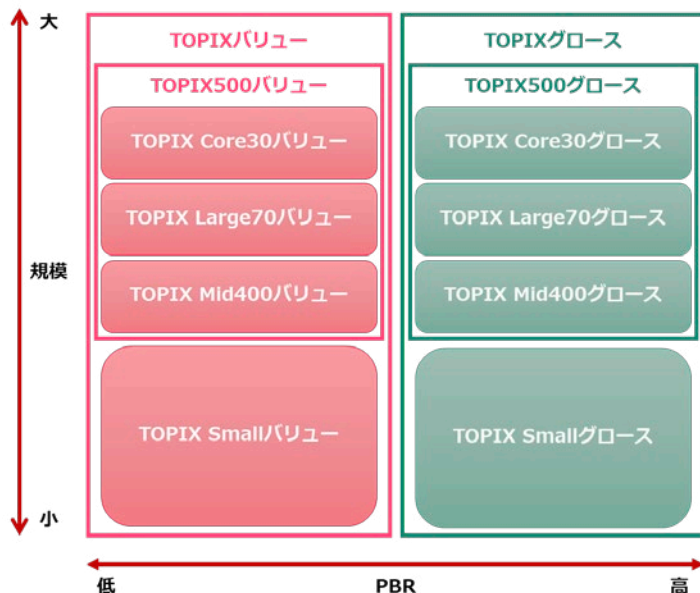 大
TOPIXバリュー
TOPIXグロース
TOPIX500バリュー
TOPIX500グロース
TOPIX Core30バリュー
TOPIX Core30グロース
TOPIX Large70バリュー
TOPIX Large70グロース
規模
TOPIX Mid400バリュー
TOPIX Mid400グロース
TOPIX Smallバリュー
TOPIX Smallグロース
小
低
PBR
高